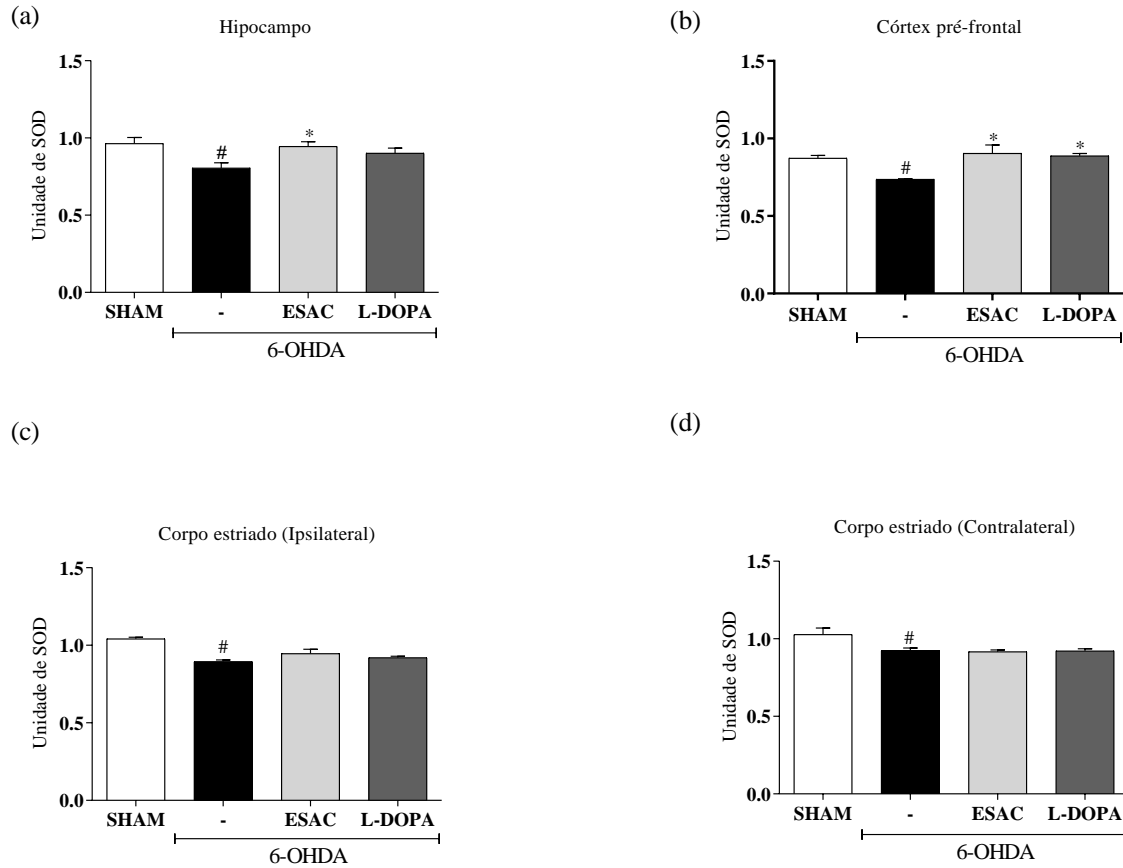 (a)
Hipocampo
Unidade de SOD
1.5
1.0
0.5
0.0
#
*
SHAM - ESAC L-DOPA
6-OHDA
(b)
Córtex pré-frontal
Unidade de SOD
1.5
1.0
0.5
0.0
#
*
*
SHAM - ESAC L-DOPA
6-OHDA
(c)
Corpo estriado (Ipsilateral)
Unidade de SOD
1.5
1.0
0.5
0.0
#
SHAM - ESAC L-DOPA
6-OHDA
(d)
Corpo estriado (Contralateral)
Unidade de SOD
1.5
1.0
0.5
0.0
#
SHAM - ESAC L-DOPA
6-OHDA